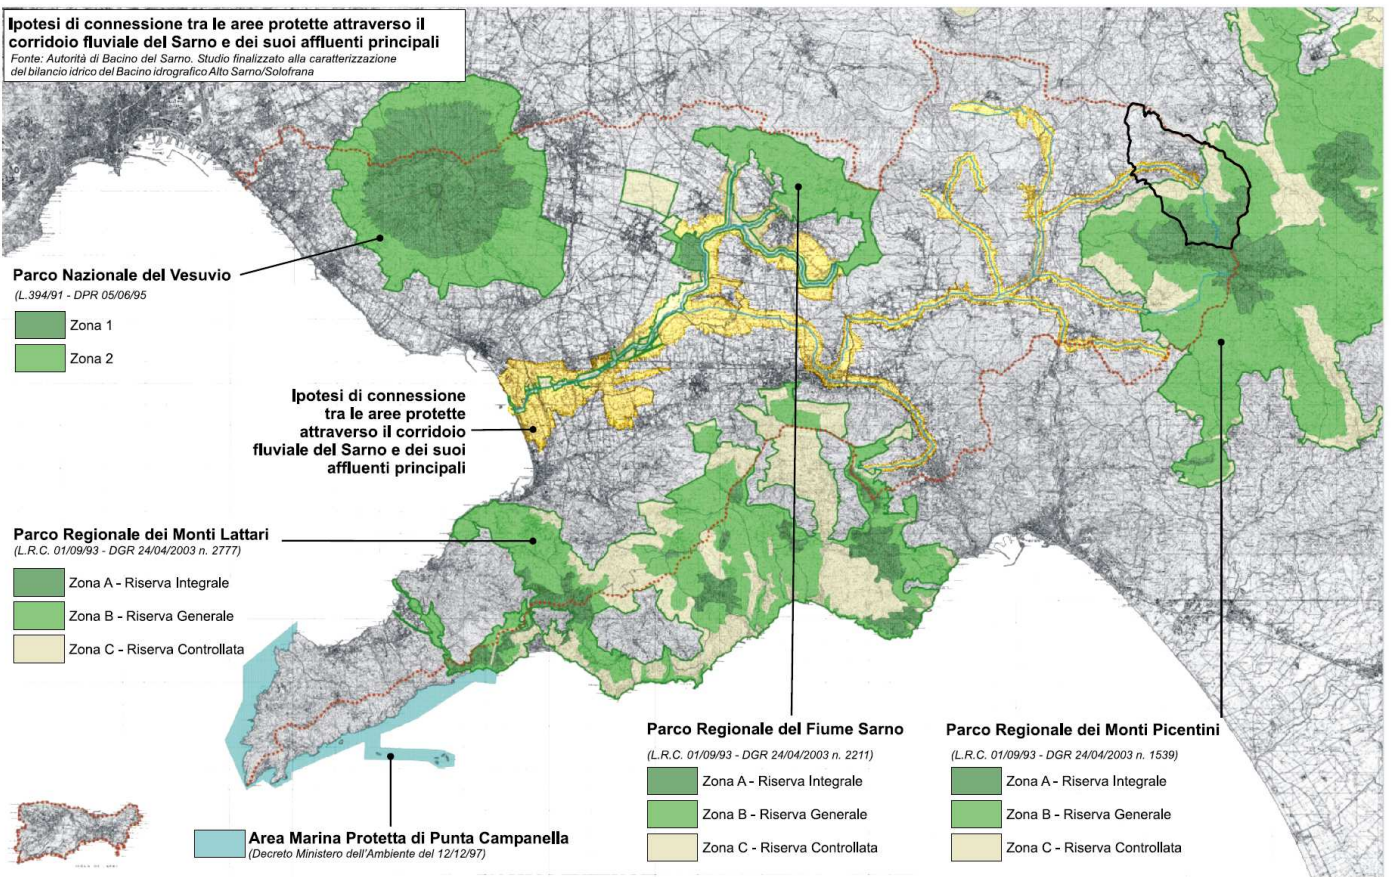 Ipotesi di connessione tra le aree protette attraverso il
corridoio fluviale del Sarno e dei suoi affluenti principali
Fonte: Autorità di Bacino del Sarno. Studio finalizzato alla caratterizzazione
del bilancio idrico del Bacino idrografico Alto Sarno/Solofrana
Parco Nazionale del Vesuvio
(L.394/91 - DPR 05/06/95
Zona 1
Zona 2
Ipotesi di connessione
tra le aree protette
attraverso il corridoio
fluviale del Sarno e dei suoi
affluenti principali
Parco Regionale dei Monti Lattari
(L.R.C. 01/09/93 - DGR 24/04/2003 n. 2777)
Zona A - Riserva Integrale
Zona B - Riserva Generale
Zona C - Riserva Controllata
Area Marina Protetta di Punta Campanella
(Decreto Ministero dell'Ambiente del 12/12/97)
Parco Regionale del Fiume Sarno
(L.R.C. 01/09/93 - DGR 24/04/2003 n. 2211)
Zona A - Riserva Integrale
Zona B - Riserva Generale
Zona C - Riserva Controllata
Parco Regionale dei Monti Picentini
(L.R.C. 01/09/93 - DGR 24/04/2003 n. 1539)
Zona A - Riserva Integrale
Zona B - Riserva Generale
Zona C - Riserva Controllata